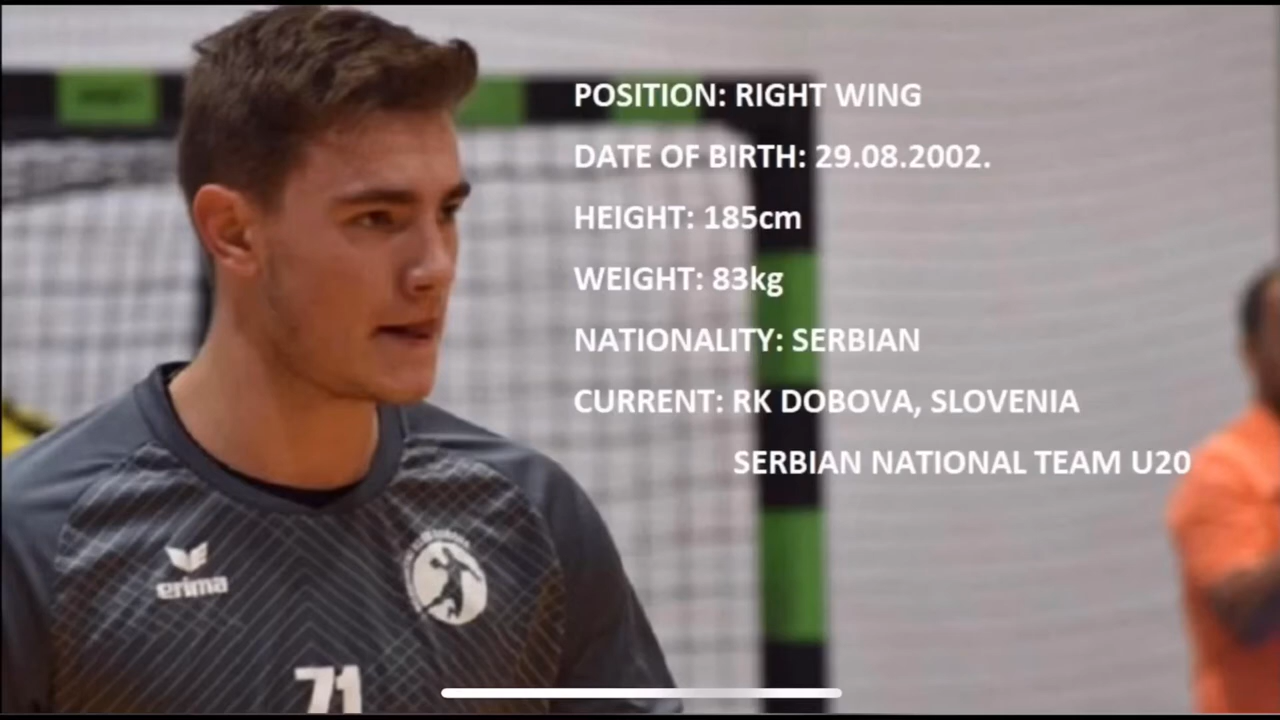 POSITION: RIGHT WING
DATE OF BIRTH: 29.08.2002.
HEIGHT: 185cm
WEIGHT: 83kg
NATIONALITY: SERBIAN
CURRENT: RK DOBOVA, SLOVENIA
SERBIAN NATIONAL TEAM U20
erima
71